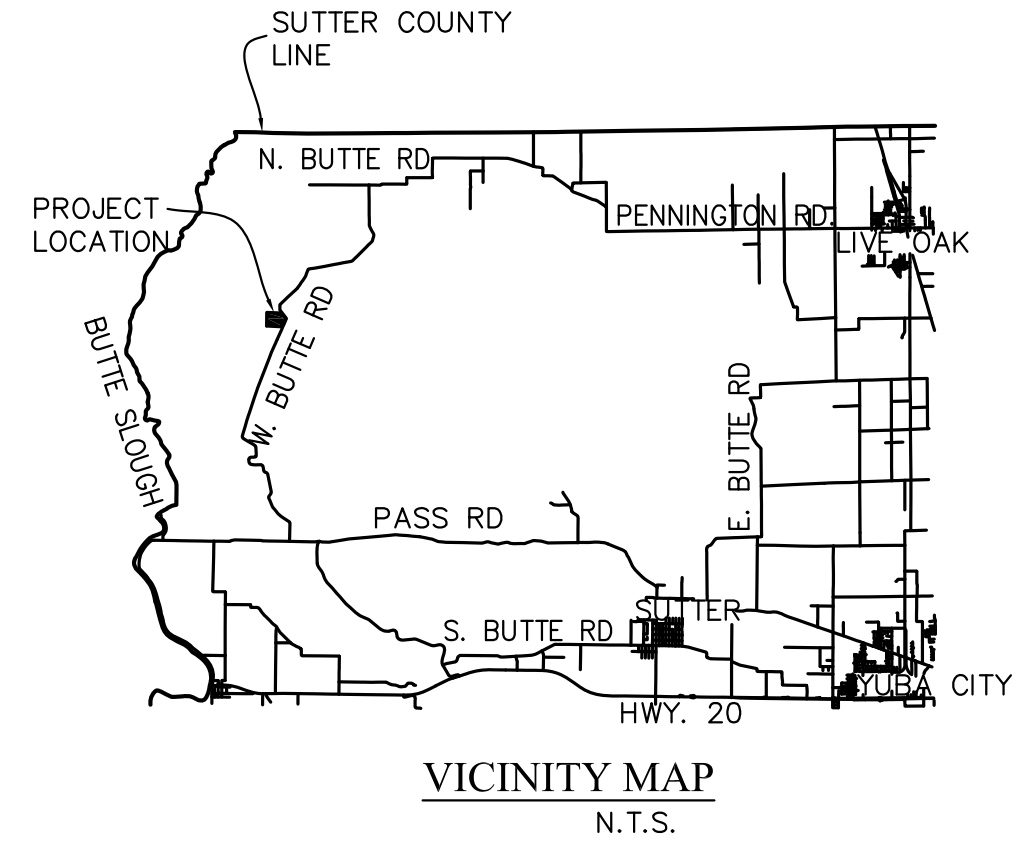 SUTTER COUNTY
LINE
N. BUTTE RD
PROJECT
LOCATION
PENNINGTON RD.
LIVE OAK
W. BUTTE RD
BUTTE SLOUGH
E. BUTTE RD
PASS RD
SUTTER
S. BUTTE RD
YUBA CITY
HWY. 20
VICINITY MAP
N.T.S.